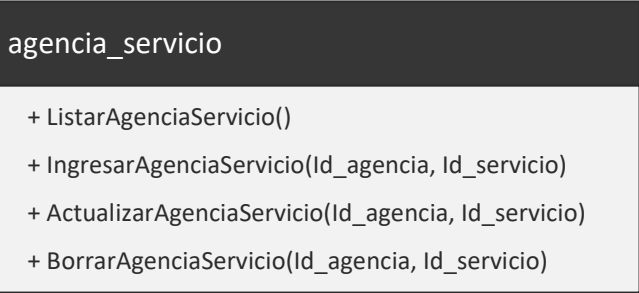 agencia_servicio
+ ListarAgenciaServicio()
+ IngresarAgenciaServicio(Id_agencia, Id_servicio)
+ ActualizarAgenciaServicio(Id_agencia, Id_servicio)
+ BorrarAgenciaServicio(Id_agencia, Id_servicio)